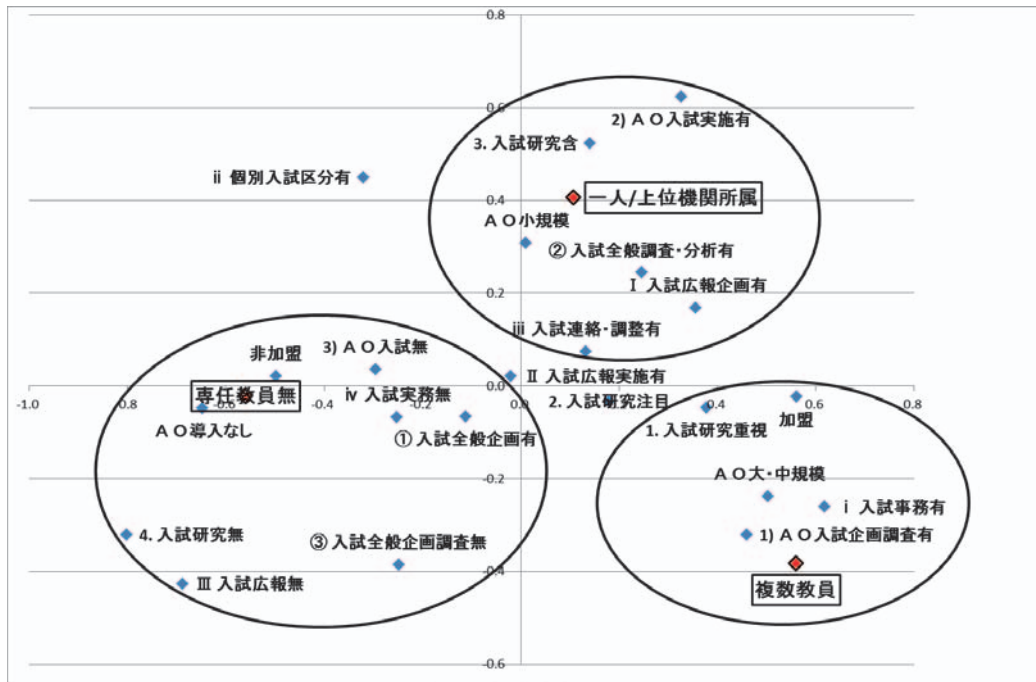 0.8
0.6
2) ＡＯ入試実施有
3. 入試研究含
ⅱ 個別入試区分有
0.4
一人/上位機関所属
ＡＯ小規模
② 入試全般調査・分析有
Ⅰ 入試広報企画有
0.2
ⅲ 入試連絡・調整有
3) ＡＯ入試無
非加盟
Ⅱ 入試広報実施有
0.0
-1.0
-0.8
-0.6
-0.4
-0.2
0.0
0.4
0.6
0.8
専任教員無
ⅳ 入試実務無
2. 入試研究注目
加盟
ＡＯ導入なし
① 入試全般企画有
1. 入試研究重視
-0.2
ＡＯ大・中規模
ⅰ 入試事務有
4. 入試研究無
③ 入試全般企画調査無
1) ＡＯ入試企画調査有
-0.4
Ⅲ 入試広報無
複数教員
-0.6